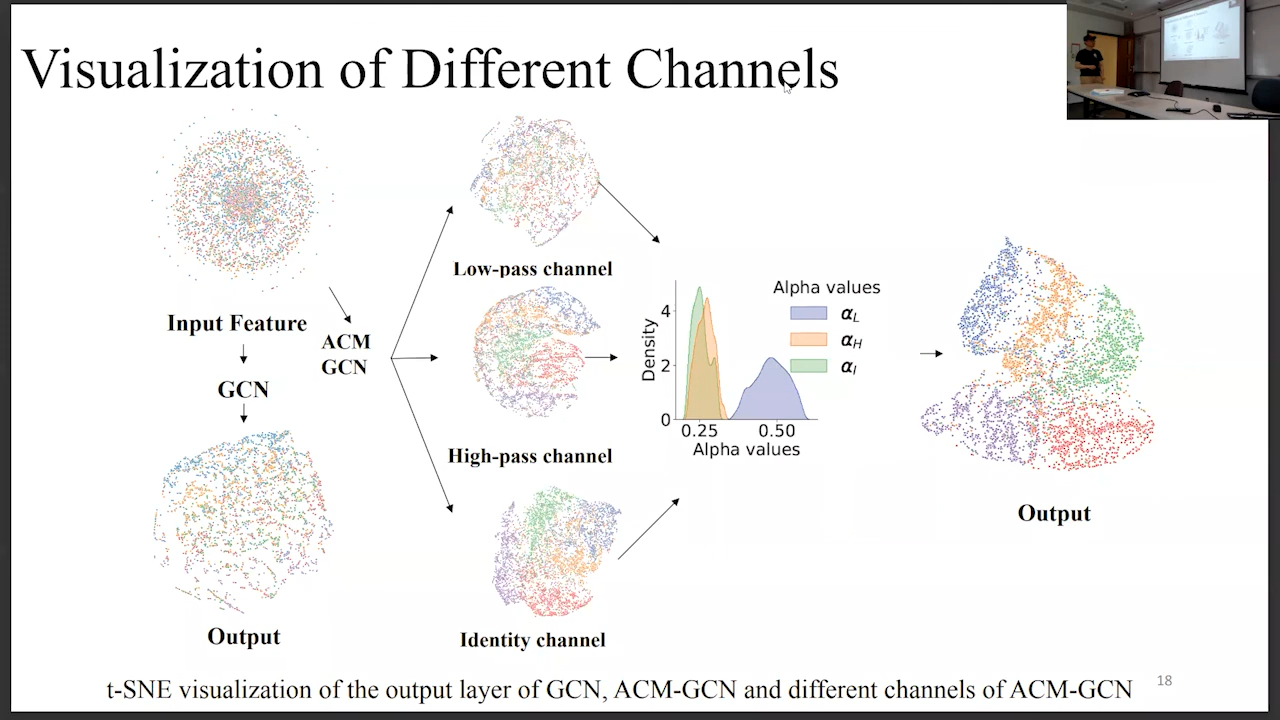 Visualization of Different Channels
Input Feature
GCN
Output
ACM
GCN
Low-pass channel
High-pass channel
Identity channel
Density
4
2
0
0.25
0.50
Alpha values
Alpha values
α_L
α_H
α_I
Output
t-SNE visualization of the output layer of GCN, ACM-GCN and different channels of ACM-GCN
18